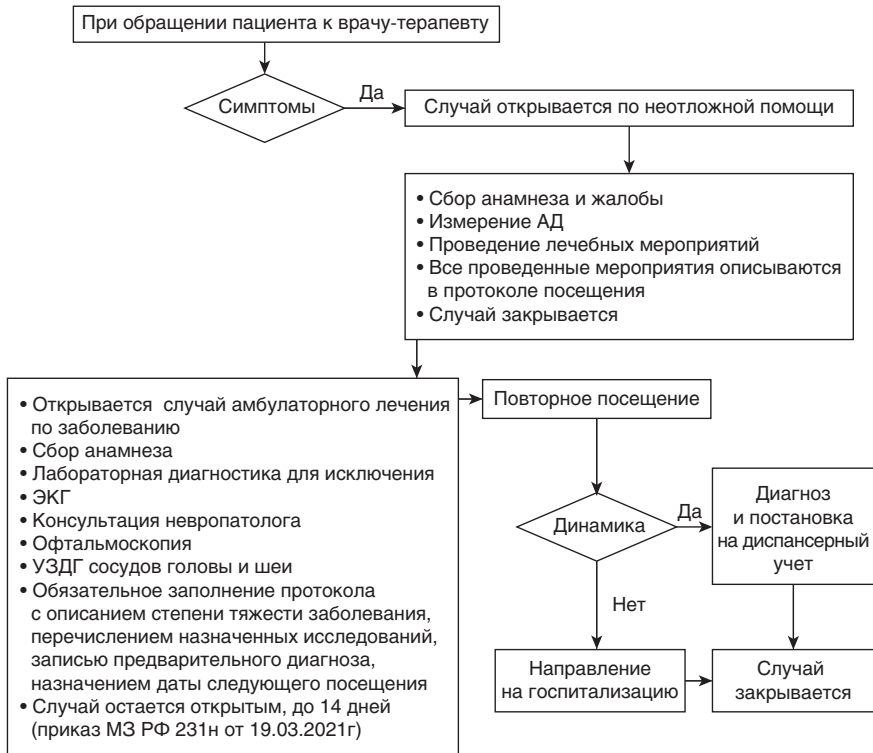 При обращении пациента к врачу-терапевту
Симптомы
Да
Случай открывается по неотложной помощи
• Сбор анамнеза и жалобы
• Измерение АД
• Проведение лечебных мероприятий
• Все проведенные мероприятия описываются
в протоколе посещения
• Случай закрывается
• Открывается случай амбулаторного лечения
по заболеванию
• Сбор анамнеза
• Лабораторная диагностика для исключения
• ЭКГ
• Консультация невропатолога
• Офтальмоскопия
• УЗДГ сосудов головы и шеи
• Обязательное заполнение протокола
с описанием степени тяжести заболевания,
перечислением назначенных исследований,
записью предварительного диагноза,
назначением даты следующего посещения
• Случай остается открытым, до 14 дней
(приказ МЗ РФ 231н от 19.03.2021г)
Повторное посещение
Динамика
Да
Диагноз
и постановка
на диспансерный
учет
Нет
Направление
на госпитализацию
Случай
закрывается